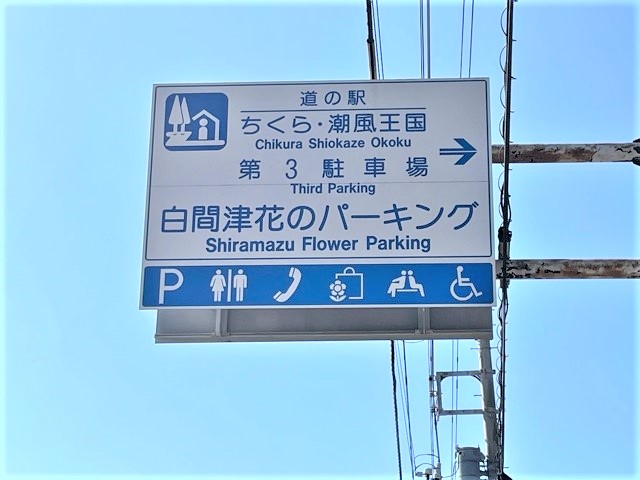 道の駅
ちくら・潮風王国
Chikura Shiokaze Okoku
第3駐車場
Third Parking
白間津花のパーキング
Shiramazu Flower Parking
P